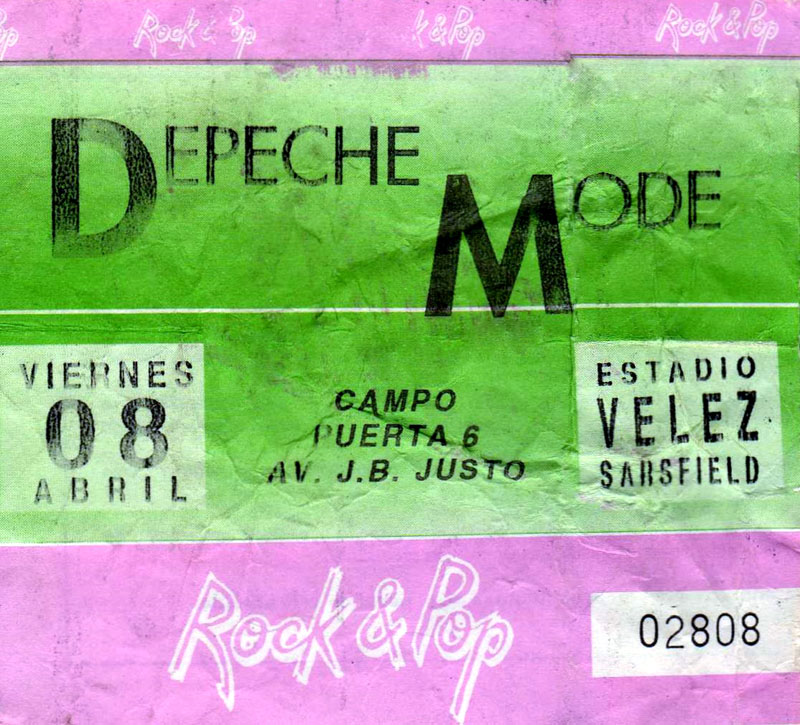 Rock & Pop
k & Pop
Rock & Pop
DEPECHE
MODE
VIERNES
08
ABRIL
CAMPO
PUERTA 6
AV. J.B. JUSTO
ESTADIO
VELEZ
SARSFIELD
Rock & Pop
02808